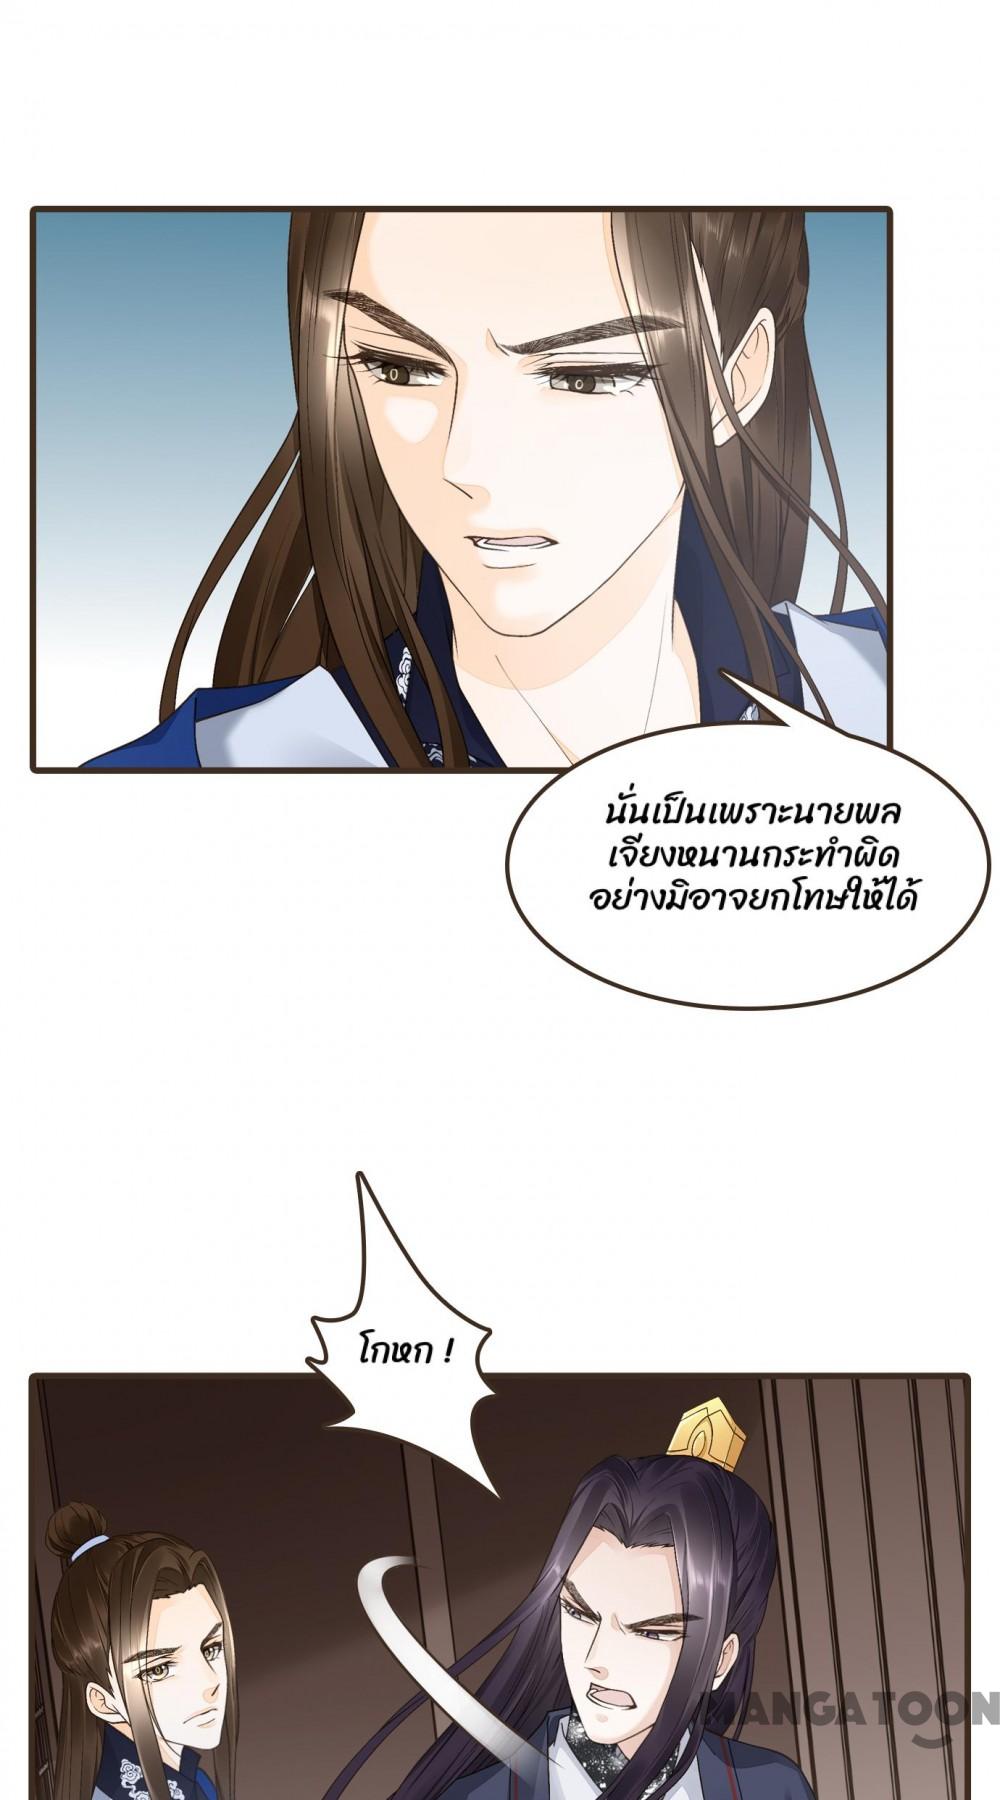 นั่นเป็นเพราะนายพล
เจียงหนานกระทำผิด
อย่างมิอาจยกโทษให้ได้
โกหก !
MANGATOON